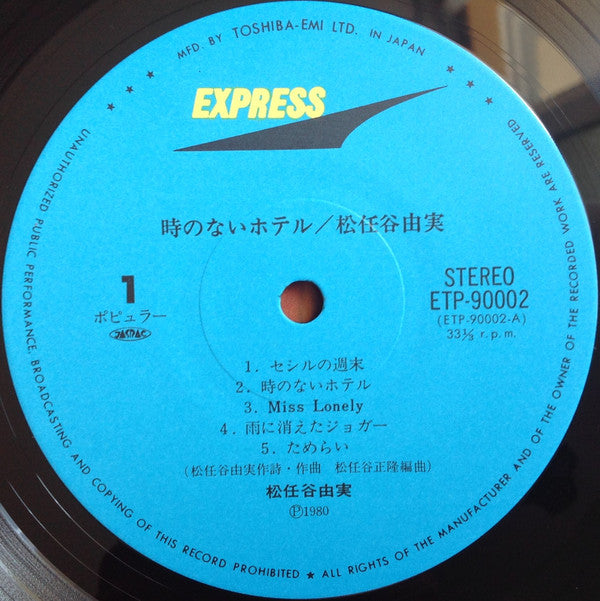 MFD. BY TOSHIBA-EMI LTD. IN JAPAN
EXPRESS
時のないホテル／松任谷由実
1
ポピュラー
JASRAC
STEREO
ETP-90002
(ETP-90002-A)
33⅓ r.p.m.
1. セシルの週末
2. 時のないホテル
3. Miss Lonely
4. 雨に消えたジョガー
5. ためらい
(松任谷由実作詩・作曲 松任谷正隆編曲)
松任谷由実
Ⓟ1980
★ ★ ★ UNAUTHORIZED PUBLIC PERFORMANCE, BROADCASTING AND COPYING OF THIS RECORD PROHIBITED ★ ALL RIGHTS OF THE MANUFACTURER AND OF THE OWNER OF THE RECORDED WORK ARE RESERVED ★ ★ ★